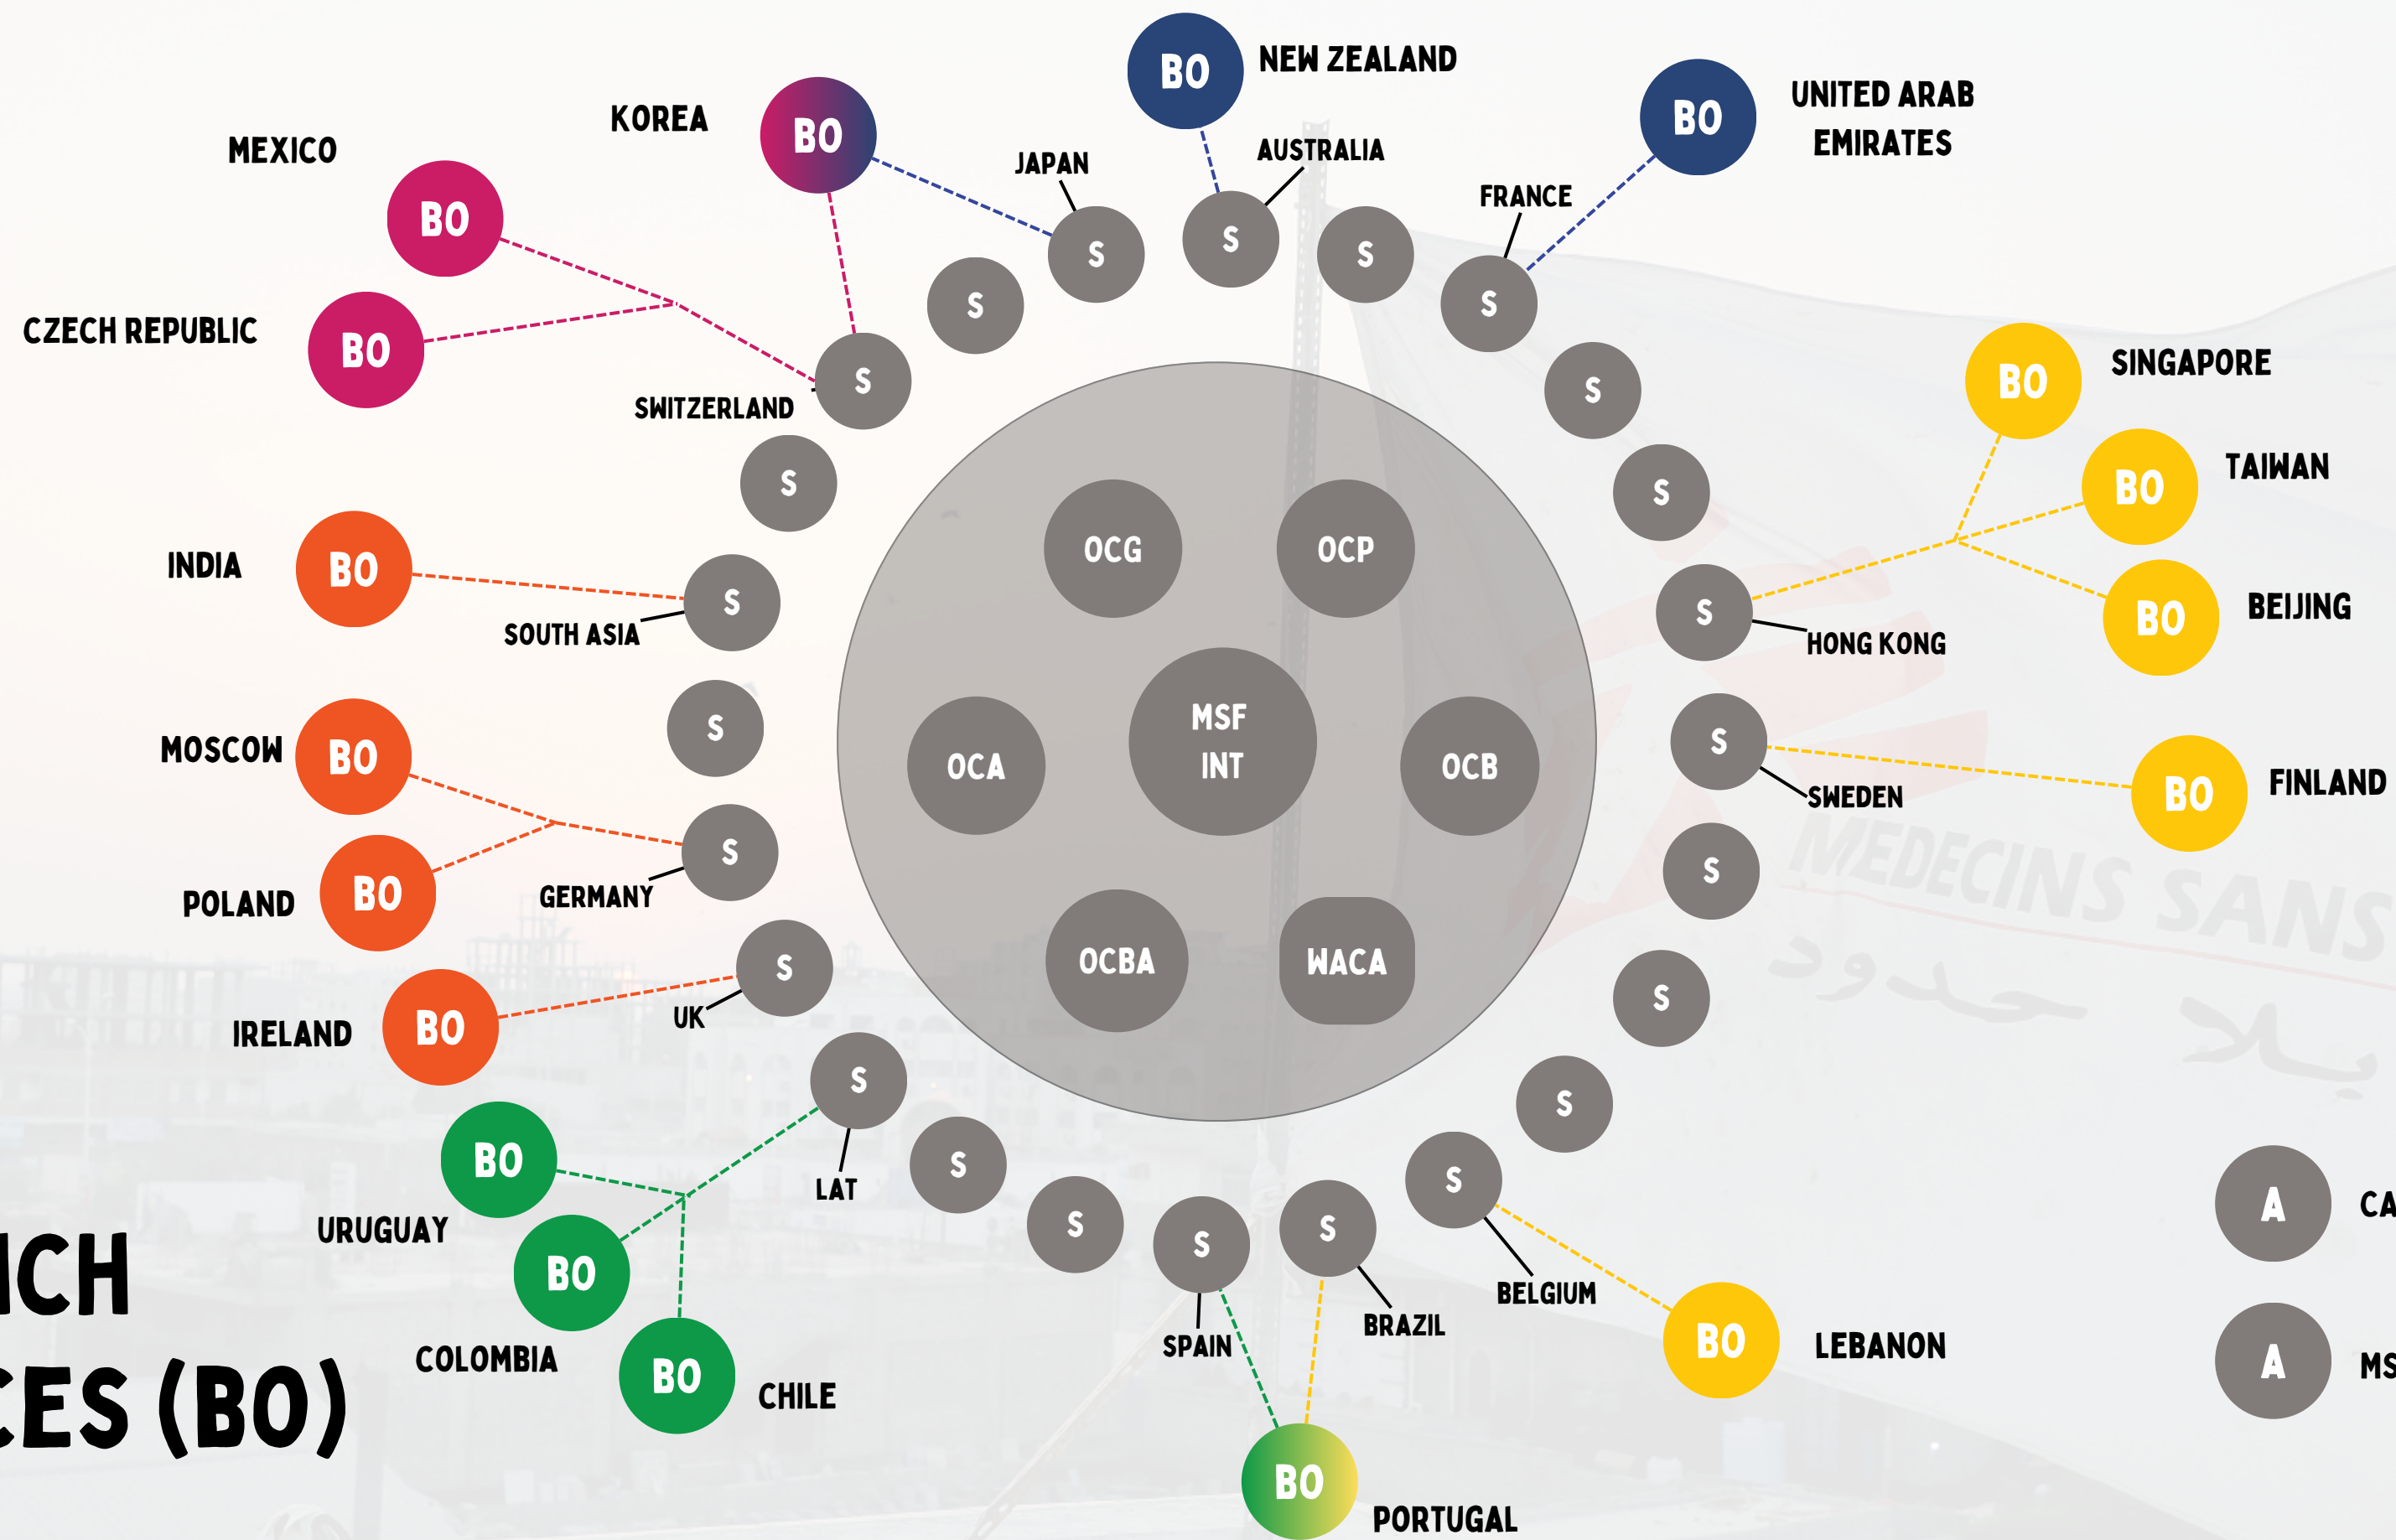 BO
NEW ZEALAND
BO
UNITED ARAB
EMIRATES
KOREA
BO
MEXICO
BO
JAPAN
S
AUSTRALIA
S
S
FRANCE
S
CZECH REPUBLIC
BO
S
SWITZERLAND
S
S
BO
SINGAPORE
BO
TAIWAN
BO
BEIJING
S
S
HONG KONG
S
INDIA
BO
SOUTH ASIA
S
OCG
OCP
MSF
INT
OCA
OCB
OCBA
WACA
S
MOSCOW
BO
POLAND
BO
GERMANY
S
S
SWEDEN
BO
FINLAND
S
MEDECINS SANS
بلا حدود
S
IRELAND
BO
UK
S
S
LAT
S
BO
URUGUAY
BO
COLOMBIA
BO
CHILE
S
S
S
SPAIN
S
BRAZIL
S
BELGIUM
BO
LEBANON
BO
PORTUGAL
A
CA
A
MS
ICH
CES (BO)